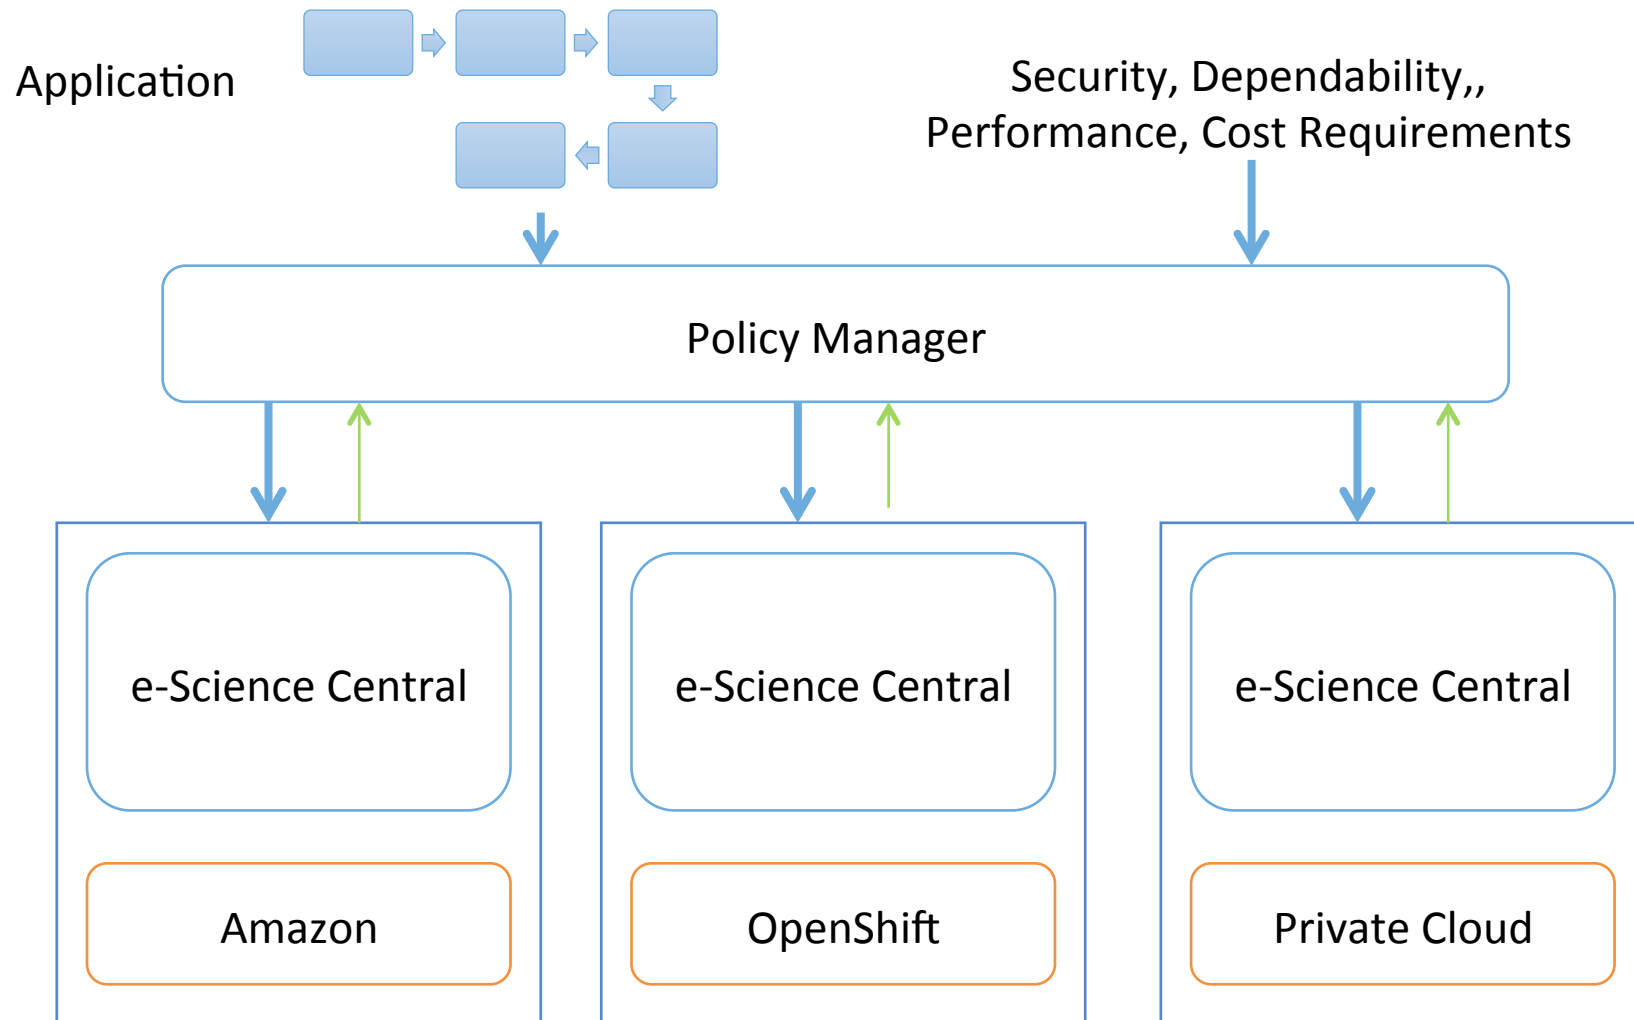 Application
Security, Dependability,,
Performance, Cost Requirements
Policy Manager
e-Science Central
e-Science Central
e-Science Central
Amazon
OpenShift
Private Cloud